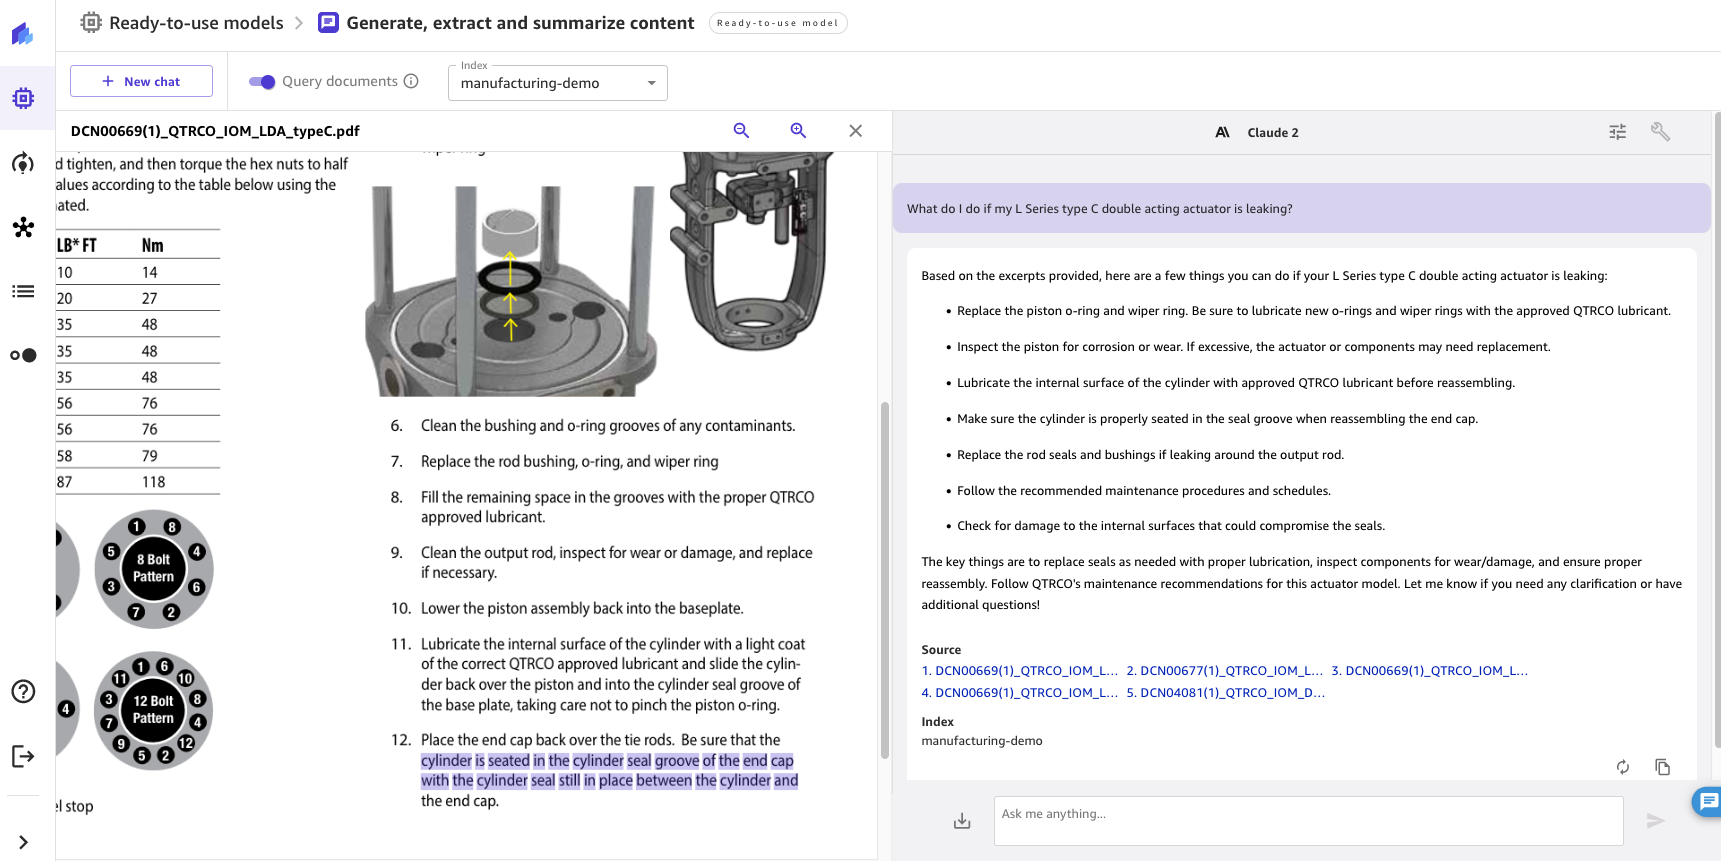 Ready-to-use models
Generate, extract and summarize content
Ready-to-use model
New chat
Query documents
Index
manufacturing-demo
DCN00669(1)_QTRCO_IOM_LDA_typeC.pdf
d tighten, and then torque the hex nuts to half
alues according to the table below using the
ated.
LB* FT Nm
10 14
20 27
35 48
35 48
35 48
56 76
56 76
58 79
87 118
1
8
5
4
8 Bolt
Pattern
3
6
7
2
1
6
11
10
3
8
4
12 Bolt
Pattern
7
4
9
12
5
2
el stop
6. Clean the bushing and o-ring grooves of any contaminants.
7. Replace the rod bushing, o-ring, and wiper ring
8. Fill the remaining space in the grooves with the proper QTRCO
approved lubricant.
9. Clean the output rod, inspect for wear or damage, and replace
if necessary.
10. Lower the piston assembly back into the baseplate.
11. Lubricate the internal surface of the cylinder with a light coat
of the correct QTRCO approved lubricant and slide the cylin-
der back over the piston and into the cylinder seal groove of
the base plate, taking care not to pinch the piston o-ring.
12. Place the end cap back over the tie rods. Be sure that the
cylinder is seated in the cylinder seal groove of the end cap
with the cylinder seal still in place between the cylinder and
the end cap.
Claude 2
What do I do if my L Series type C double acting actuator is leaking?
Based on the excerpts provided, here are a few things you can do if your L Series type C double acting actuator is leaking:
• Replace the piston o-ring and wiper ring. Be sure to lubricate new o-rings and wiper rings with the approved QTRCO lubricant.
• Inspect the piston for corrosion or wear. If excessive, the actuator or components may need replacement.
• Lubricate the internal surface of the cylinder with approved QTRCO lubricant before reassembling.
• Make sure the cylinder is properly seated in the seal groove when reassembling the end cap.
• Replace the rod seals and bushings if leaking around the output rod.
• Follow the recommended maintenance procedures and schedules.
• Check for damage to the internal surfaces that could compromise the seals.
The key things are to replace seals as needed with proper lubrication, inspect components for wear/damage, and ensure proper
reassembly. Follow QTRCO's maintenance recommendations for this actuator model. Let me know if you need any clarification or have
additional questions!
Source
1. DCN00669(1)_QTRCO_IOM_L... 2. DCN00677(1)_QTRCO_IOM_L... 3. DCN00669(1)_QTRCO_IOM_L...
4. DCN00669(1)_QTRCO_IOM_L... 5. DCN04081(1)_QTRCO_IOM_D...
Index
manufacturing-demo
Ask me anything...